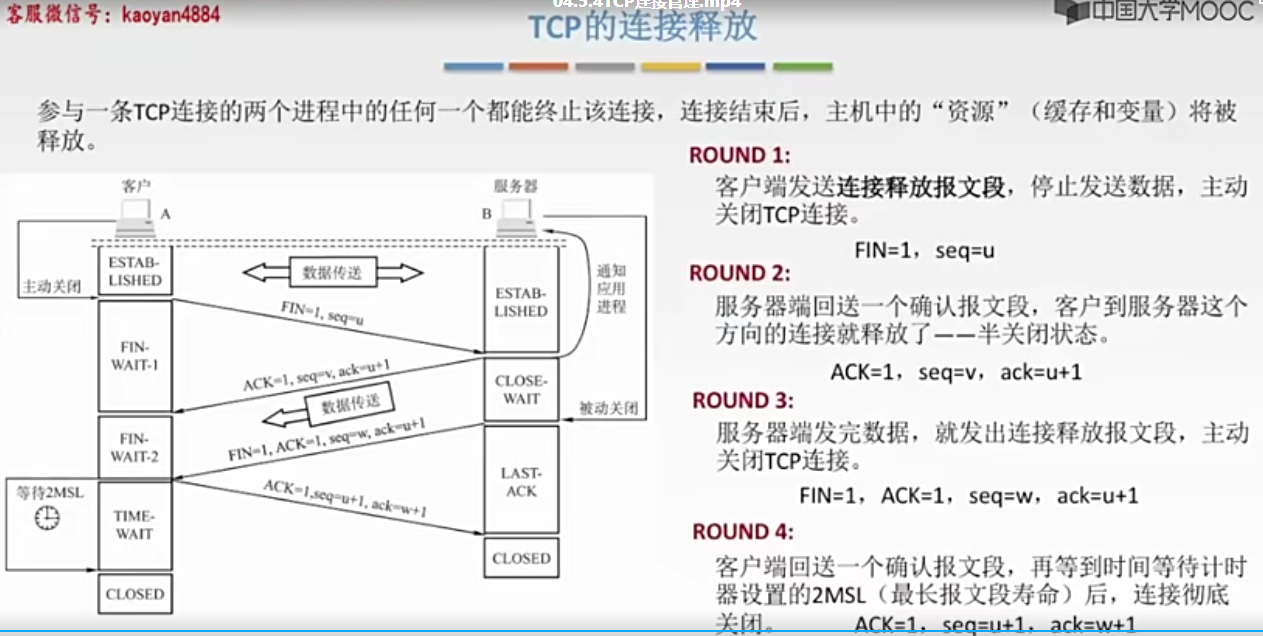 客服微信号：kaoyan4884
04.5.4TCP连接管理.mp4
中国大学MOOC
TCP的连接释放
参与一条TCP连接的两个进程中的任何一个都能终止该连接，连接结束后，主机中的“资源”（缓存和变量）将被
释放。
客户
A
服务器
B
主动关闭
ESTAB-
LISHED
数据传送
ESTAB-
LISHED
通知
应用
进程
FIN=1, seq=u
FIN-
WAIT-1
ACK=1, seq=v, ack=u+1
CLOSE-
WAIT
被动关闭
数据传送
FIN-
WAIT-2
FIN=1, ACK=1, seq=w, ack=u+1
等待2MSL
TIME-
WAIT
ACK=1,seq=u+1, ack=w+1
LAST-
ACK
CLOSED
CLOSED
ROUND 1:
客户端发送连接释放报文段，停止发送数据，主动
关闭TCP连接。
FIN=1，seq=u
ROUND 2:
服务器端回送一个确认报文段，客户到服务器这个
方向的连接就释放了——半关闭状态。
ACK=1，seq=v，ack=u+1
ROUND 3:
服务器端发完数据，就发出连接释放报文段，主动
关闭TCP连接。
FIN=1，ACK=1，seq=w，ack=u+1
ROUND 4:
客户端回送一个确认报文段，再等到时间等待计时
器设置的2MSL（最长报文段寿命）后，连接彻底
关闭。
ACK=1，seq=u+1，ack=w+1